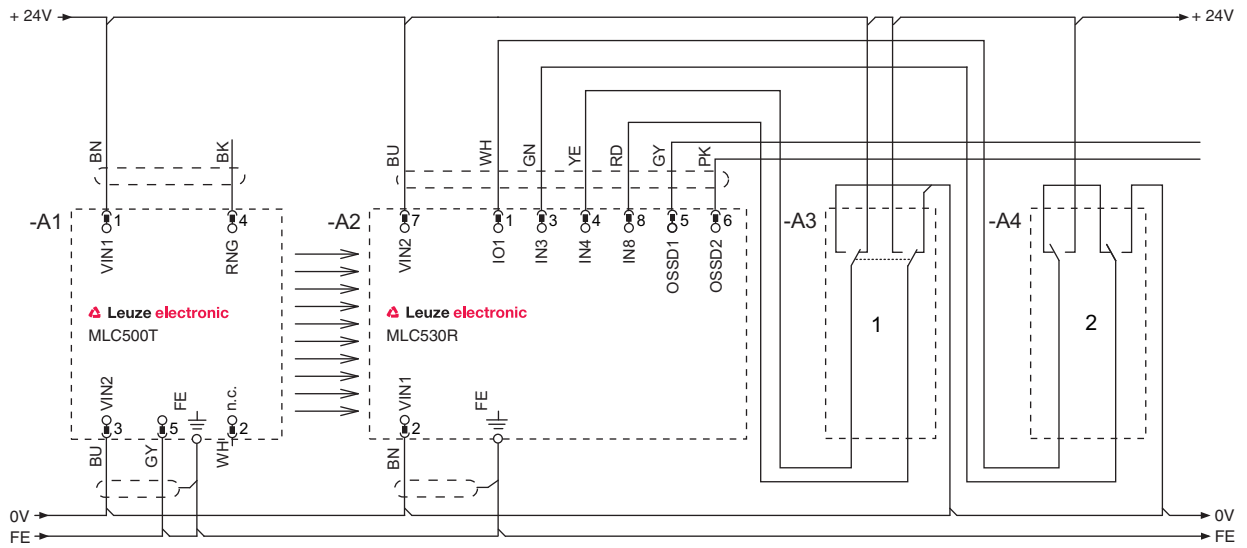 + 24V
+ 24V
BN
BK
BU
WH
GN
YE
RD
GY
PK
-A1
1
4
-A2
7
1
3
4
8
5
6
-A3
-A4
VIN1
RNG
VIN2
IO1
IN3
IN4
IN8
OSSD1
OSSD2
Leuze electronic
MLC500T
Leuze electronic
MLC530R
1
2
VIN2
FE
n.c.
VIN1
FE
3
5
2
2
BU
GY
WH
BN
0V
0V
FE
FE